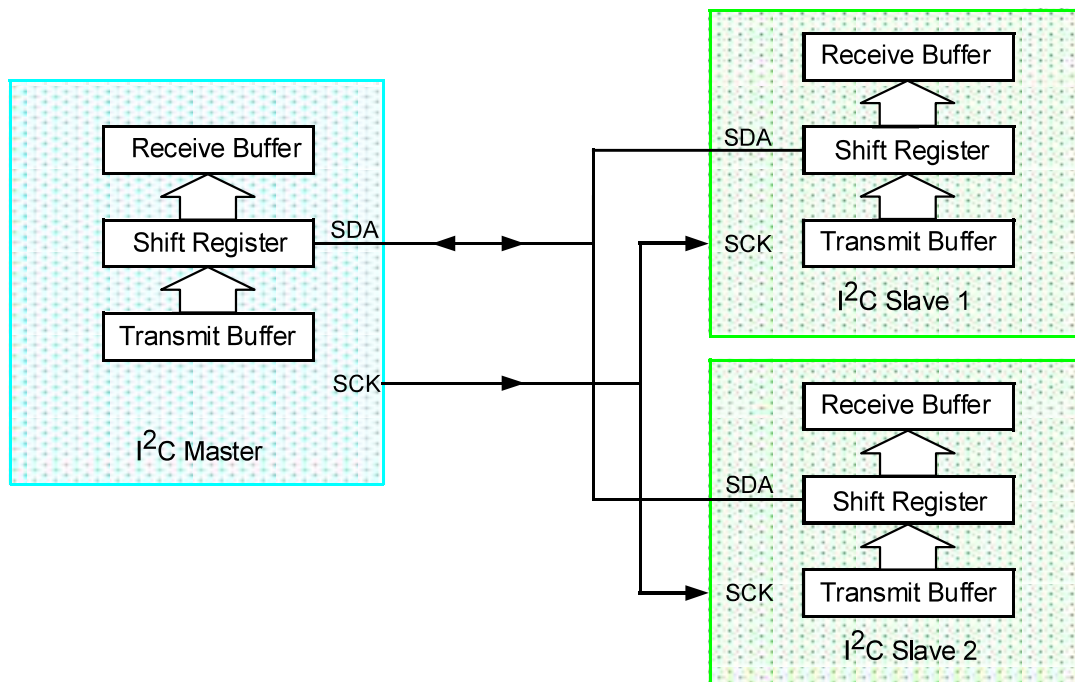 Receive Buffer
Shift Register
Transmit Buffer
SDA
SCK
I²C Master
Receive Buffer
SDA
Shift Register
SCK
Transmit Buffer
I²C Slave 1
Receive Buffer
SDA
Shift Register
SCK
Transmit Buffer
I²C Slave 2